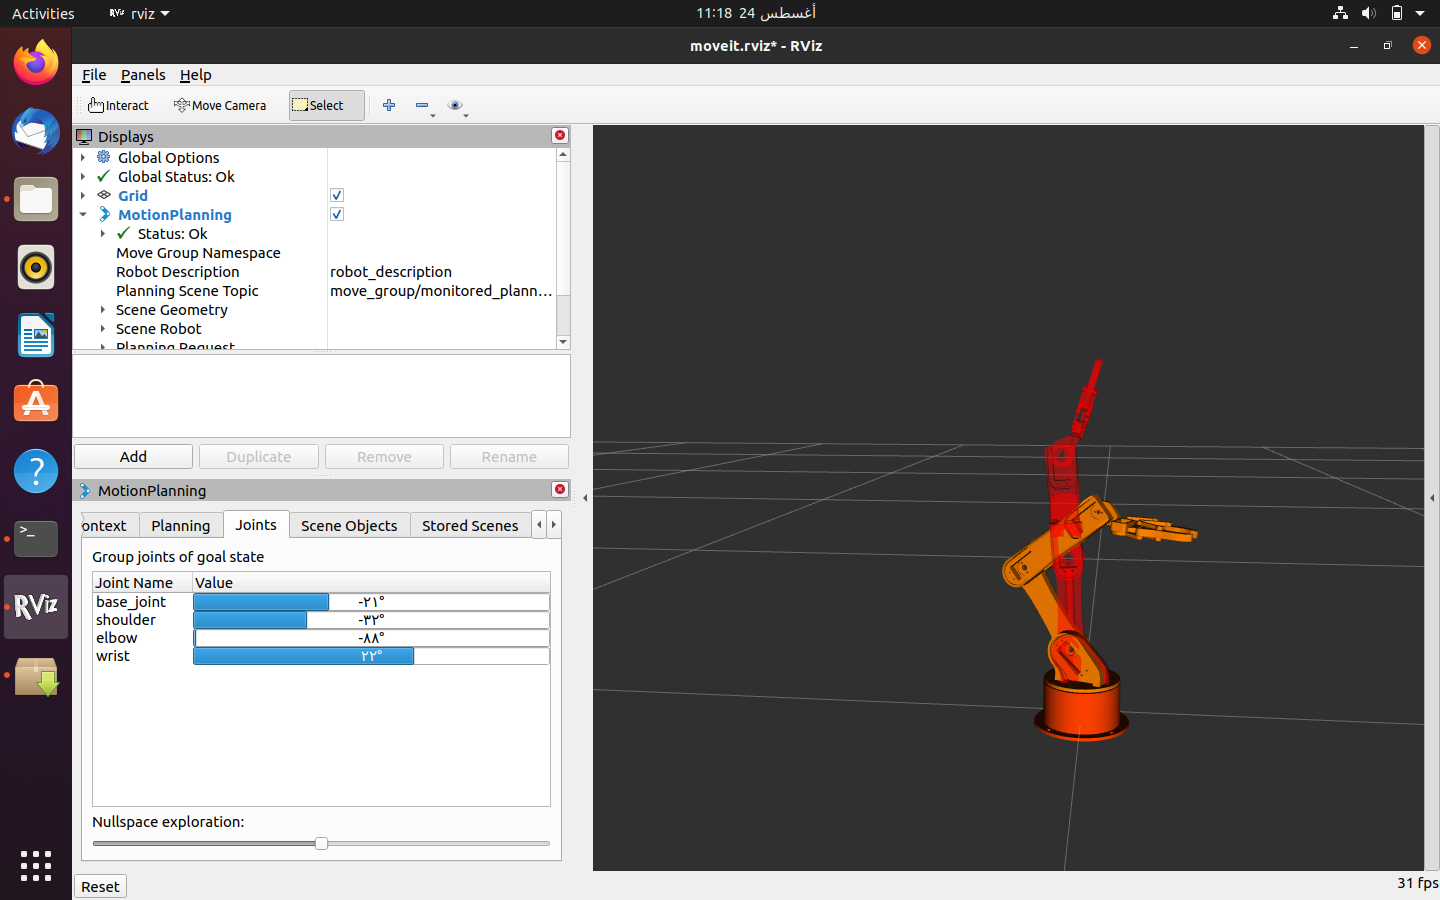 Activities
RViz rviz
11:18 24 أغسطس
moveit.rviz* - RViz
File Panels Help
Interact Move Camera Select
Displays
Global Options
Global Status: Ok
Grid
MotionPlanning
Status: Ok
Move Group Namespace
Robot Description robot_description
Planning Scene Topic move_group/monitored_plann...
Scene Geometry
Scene Robot
Planning Request
Add Duplicate Remove Rename
MotionPlanning
ontext Planning Joints Scene Objects Stored Scenes
Group joints of goal state
Joint Name Value
base_joint -٢١°
shoulder -٣٢°
elbow -٨٨°
wrist ٢٢°
Nullspace exploration:
Reset
31 fps
RViz